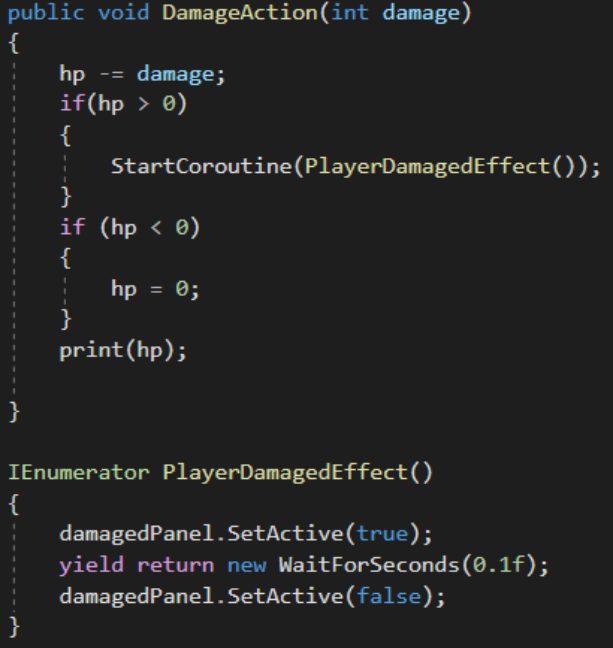 public void DamageAction(int damage)
{
    hp -= damage;
    if(hp > 0)
    {
        StartCoroutine(PlayerDamagedEffect());
    }
    if (hp < 0)
    {
        hp = 0;
    }
    print(hp);
}
IEnumerator PlayerDamagedEffect()
{
    damagedPanel.SetActive(true);
    yield return new WaitForSeconds(0.1f);
    damagedPanel.SetActive(false);
}